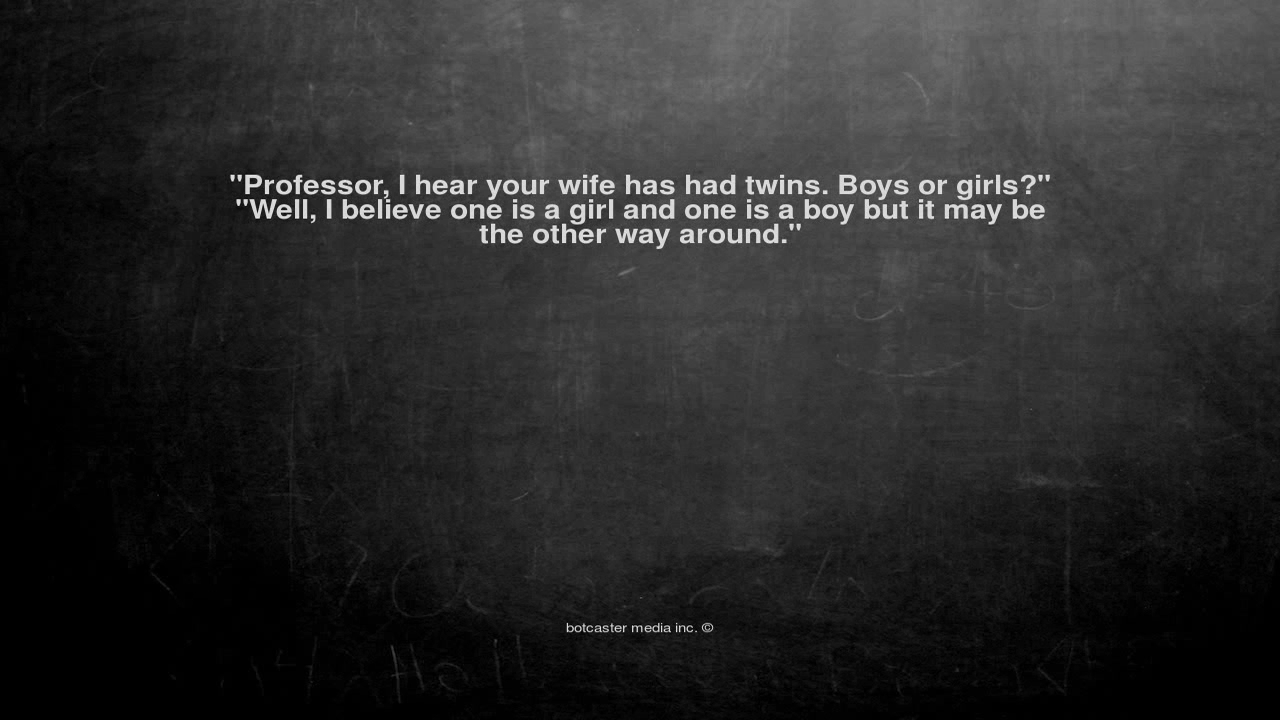 "Professor, I hear your wife has had twins. Boys or girls?"
"Well, I believe one is a girl and one is a boy but it may be
the other way around."
botcaster media inc. ©